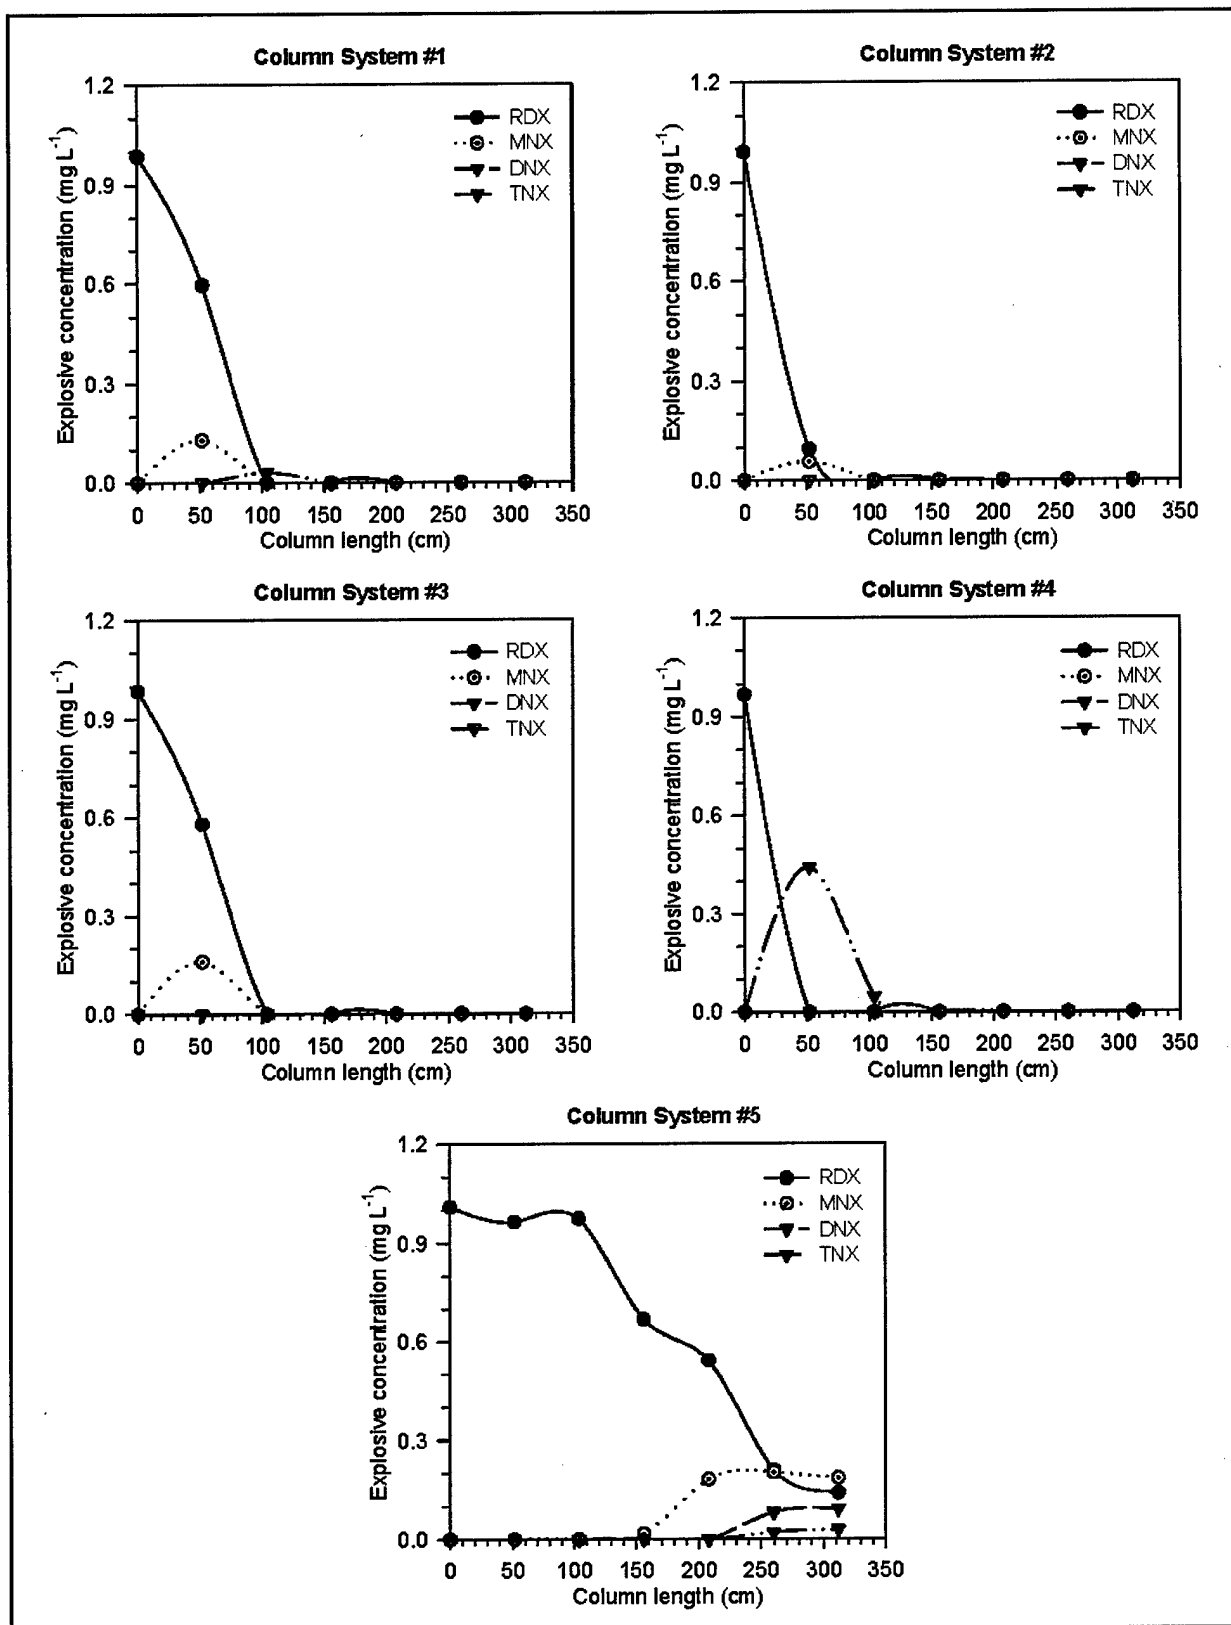 Column System #1
1.2
0.9
0.6
0.3
0.0
Explosive concentration (mg L⁻¹)
RDX
MNX
DNX
TNX
0 50 100 150 200 250 300 350
Column length (cm)
Column System #2
1.2
0.9
0.6
0.3
0.0
Explosive concentration (mg L⁻¹)
RDX
MNX
DNX
TNX
0 50 100 150 200 250 300 350
Column length (cm)
Column System #3
1.2
0.9
0.6
0.3
0.0
Explosive concentration (mg L⁻¹)
RDX
MNX
DNX
TNX
0 50 100 150 200 250 300 350
Column length (cm)
Column System #4
1.2
0.9
0.6
0.3
0.0
Explosive concentration (mg L⁻¹)
RDX
MNX
DNX
TNX
0 50 100 150 200 250 300 350
Column length (cm)
Column System #5
1.2
0.9
0.6
0.3
0.0
Explosive concentration (mg L⁻¹)
RDX
MNX
DNX
TNX
0 50 100 150 200 250 300 350
Column length (cm)